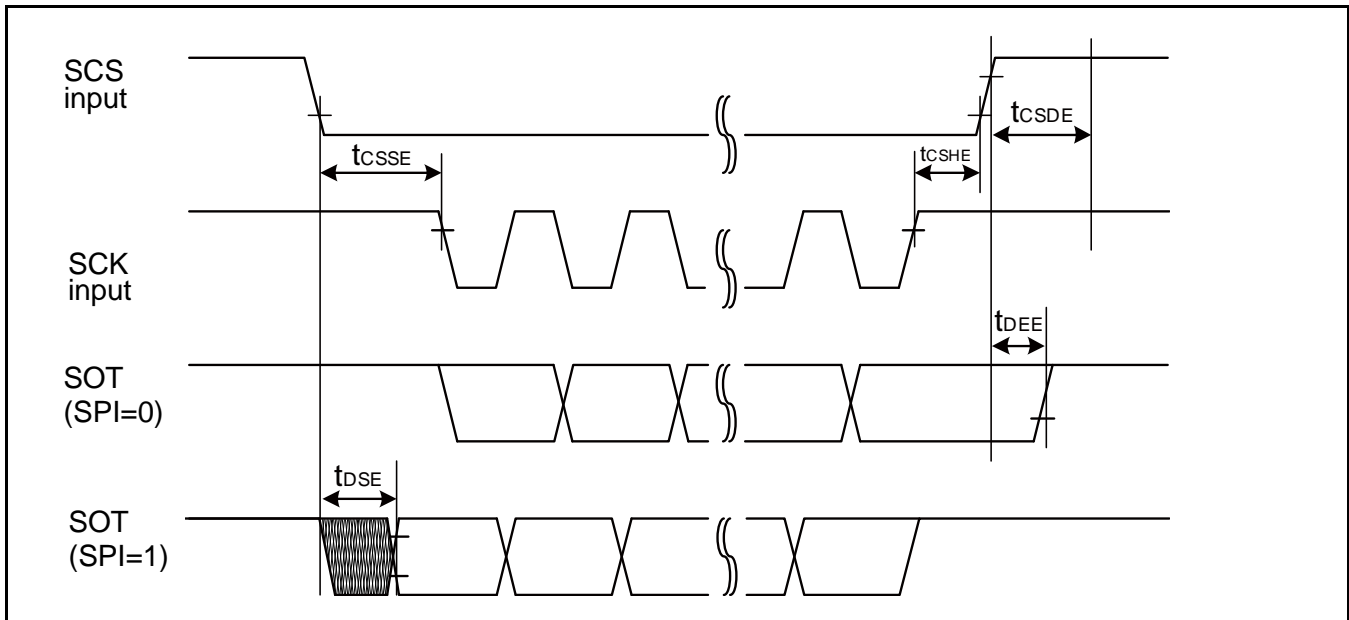 SCS
input
tCSDE
tCSSE
tCSHE
SCK
input
tDEE
SOT
(SPI=0)
tDSE
SOT
(SPI=1)